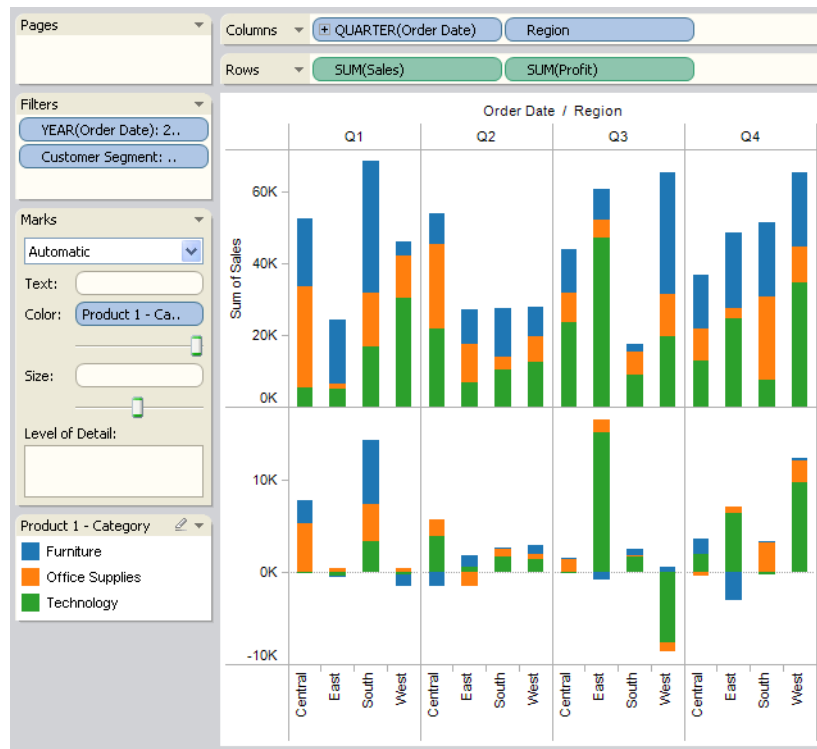 Pages
Columns QUARTER(Order Date) Region
Rows SUM(Sales) SUM(Profit)
Filters
YEAR(Order Date): 2..
Customer Segment: ..
Marks
Automatic
Text:
Color: Product 1 - Ca..
Size:
Level of Detail:
Product 1 - Category
Furniture
Office Supplies
Technology
Order Date / Region
Q1 Q2 Q3 Q4
Sum of Sales
60K
40K
20K
0K
10K
0K
-10K
Central East South West Central East South West Central East South West Central East South West